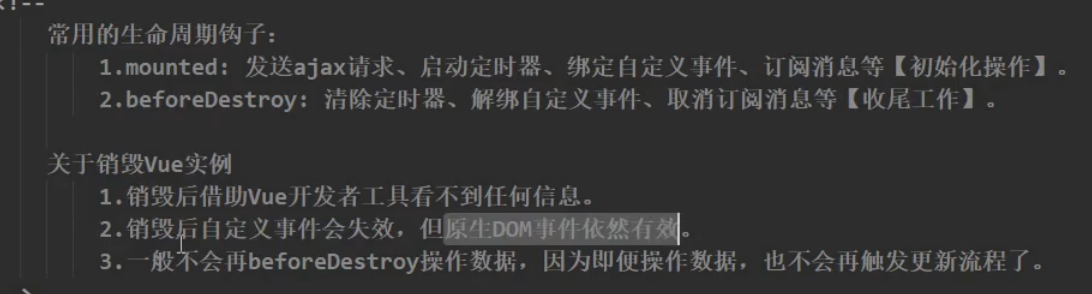 <!--
常用的生命周期钩子:
1.mounted: 发送ajax请求、启动定时器、绑定自定义事件、订阅消息等【初始化操作】。
2.beforeDestroy: 清除定时器、解绑自定义事件、取消订阅消息等【收尾工作】。
关于销毁Vue实例
1.销毁后借助Vue开发者工具看不到任何信息。
2.销毁后自定义事件会失效，但原生DOM事件依然有效。
3.一般不会再beforeDestroy操作数据，因为即便操作数据，也不会再触发更新流程了。